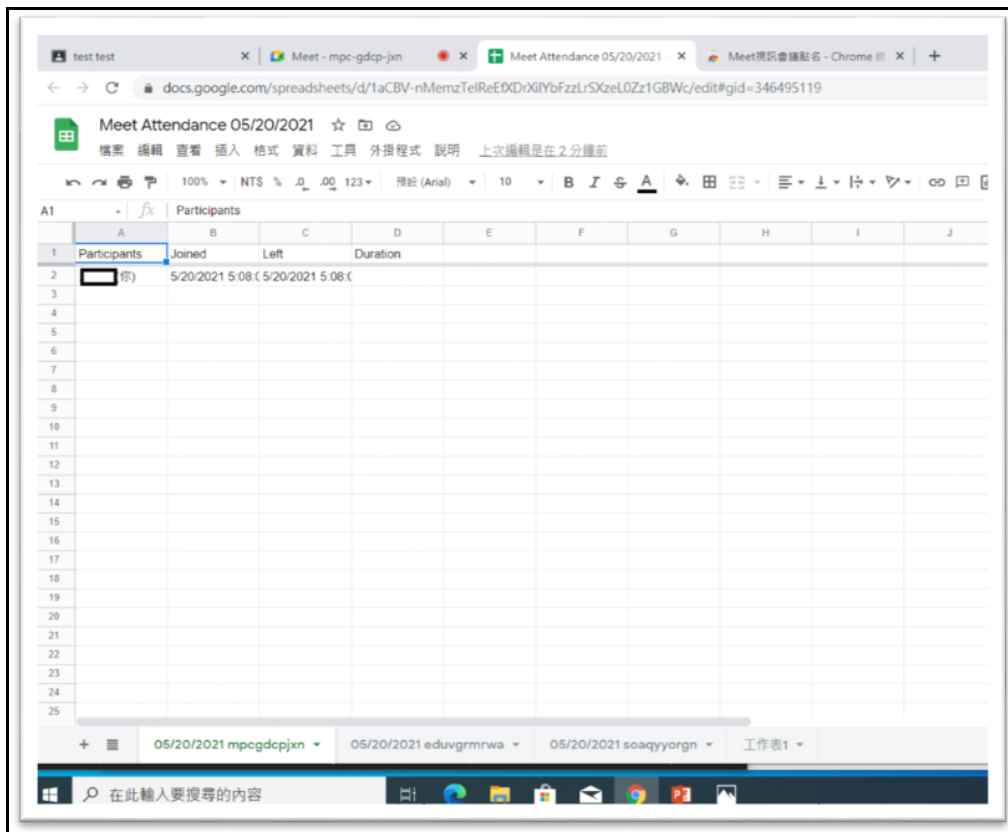 test test
Meet - mpc-gdcp-jxn
Meet Attendance 05/20/2021 -
Meet視訊會議點名 - Chrome
docs.google.com/spreadsheets/d/1aCBV-nMemzTelReEfXDrXilYbFzzLrSXzeL0Zz1GBWc/edit#gid=346495119
Meet Attendance 05/20/2021
檔案 編輯 查看 插入 格式 資料 工具 外掛程式 說明 上次編輯是在 2 分鐘前
100% NT$ % .0 .00 123 預設 (Arial) 10 B I S A
A1 fx Participants
A B C D E F G H I J
1 Participants Joined Left Duration
2 你) 5/20/2021 5:08:( 5/20/2021 5:08:(
3
4
5
6
7
8
9
10
11
12
13
14
15
16
17
18
19
20
21
22
23
24
25
+ 05/20/2021 mpcgdcpjxn 05/20/2021 eduvgrmrwa 05/20/2021 soaqyyorgn 工作表1
在此輸入要搜尋的內容